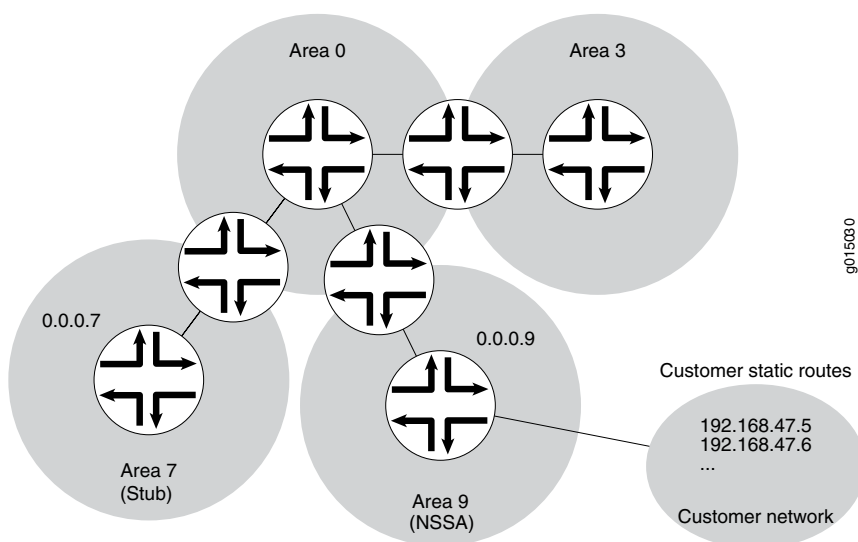 Area 0
Area 3
g015030
0.0.0.7
0.0.0.9
Customer static routes
192.168.47.5
192.168.47.6
...
Area 7
(Stub)
Area 9
(NSSA)
Customer network